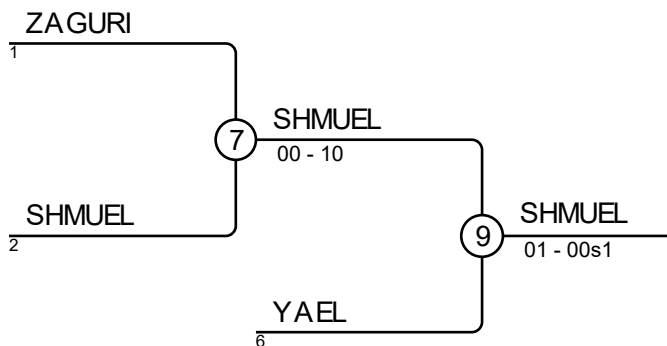 ZAGURI
1
7
SHMUEL
00 - 10
SHMUEL
2
9
SHMUEL
01 - 00s1
YAEL
6